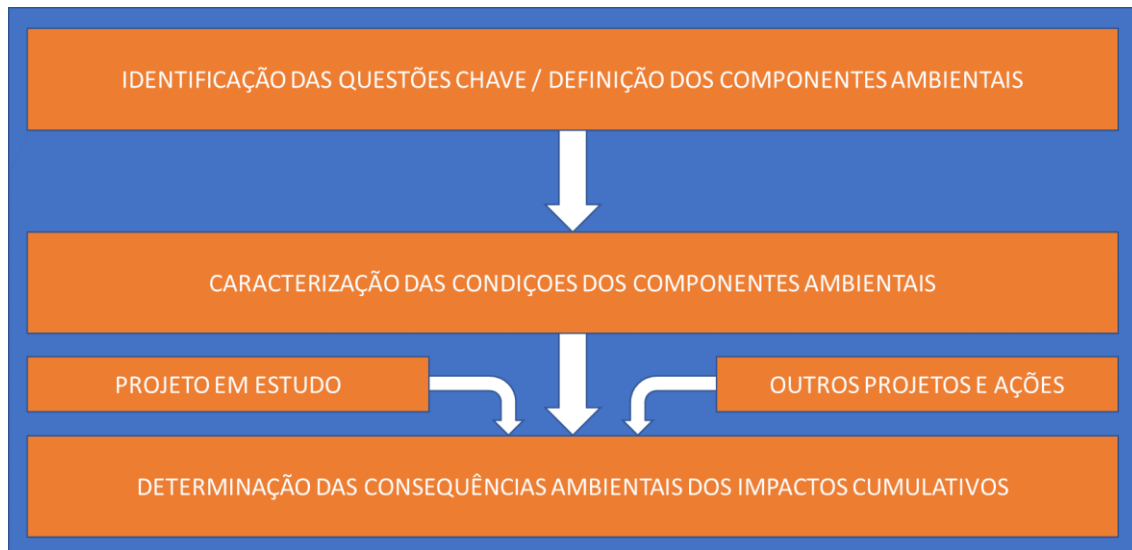 IDENTIFICAÇÃO DAS QUESTÕES CHAVE / DEFINIÇÃO DOS COMPONENTES AMBIENTAIS
CARACTERIZAÇÃO DAS CONDIÇOES DOS COMPONENTES AMBIENTAIS
PROJETO EM ESTUDO
OUTROS PROJETOS E AÇÕES
DETERMINAÇÃO DAS CONSEQUÊNCIAS AMBIENTAIS DOS IMPACTOS CUMULATIVOS